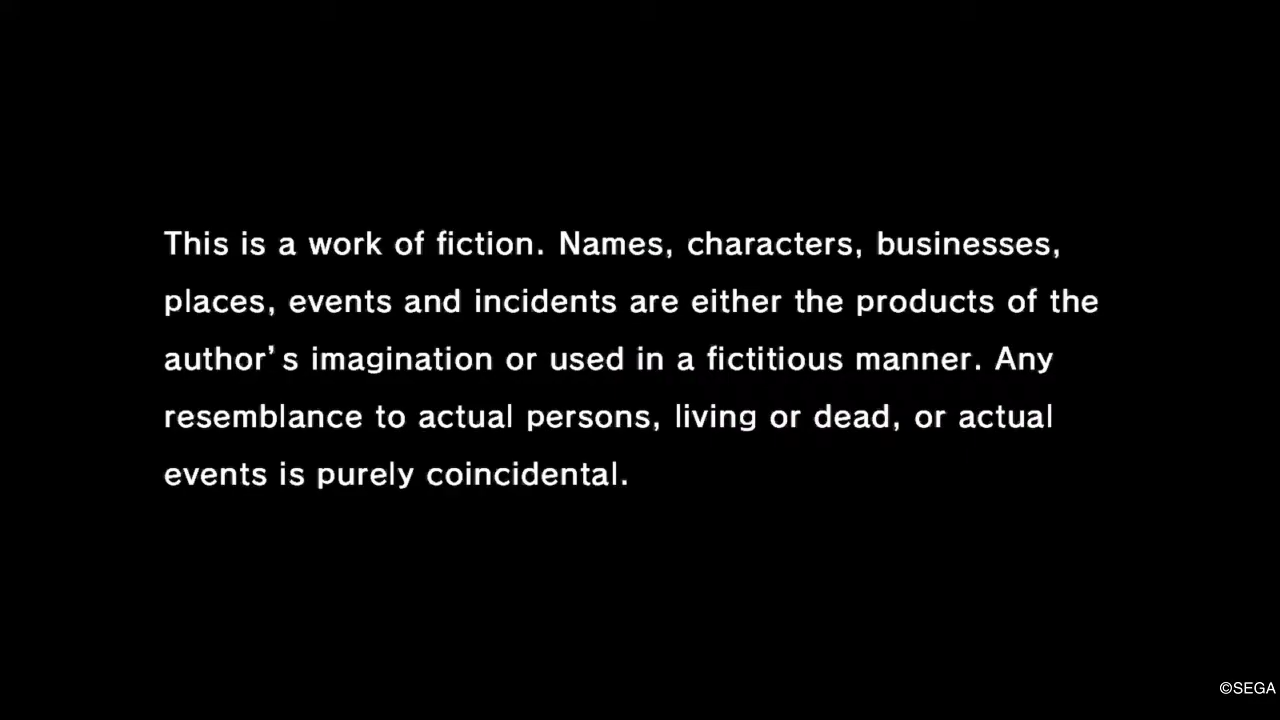 This is a work of fiction. Names, characters, businesses,
places, events and incidents are either the products of the
author’s imagination or used in a fictitious manner. Any
resemblance to actual persons, living or dead, or actual
events is purely coincidental.
©SEGA